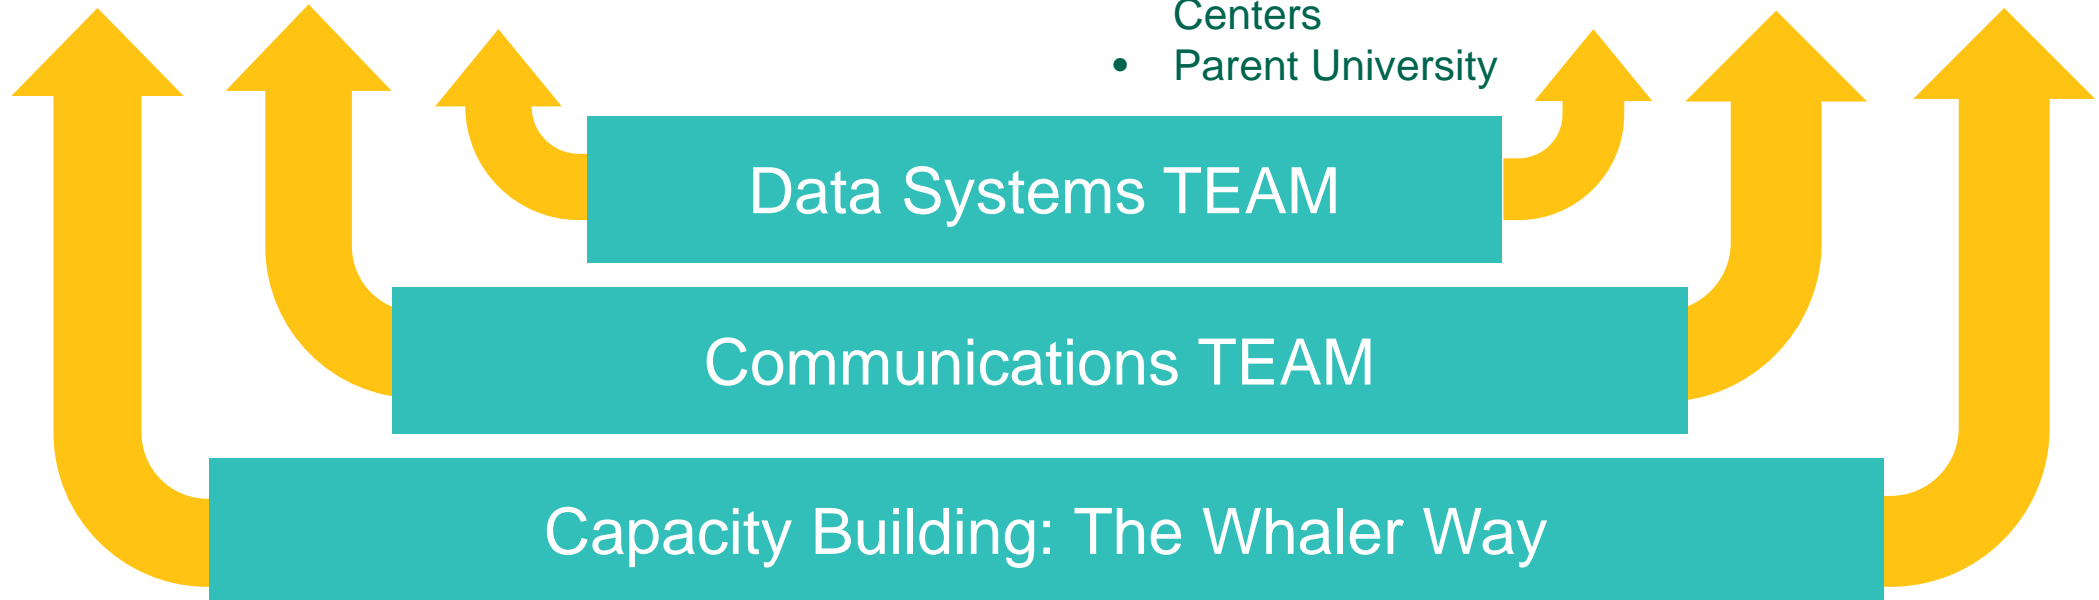 Centers
• Parent University
Data Systems TEAM
Communications TEAM
Capacity Building: The Whaler Way